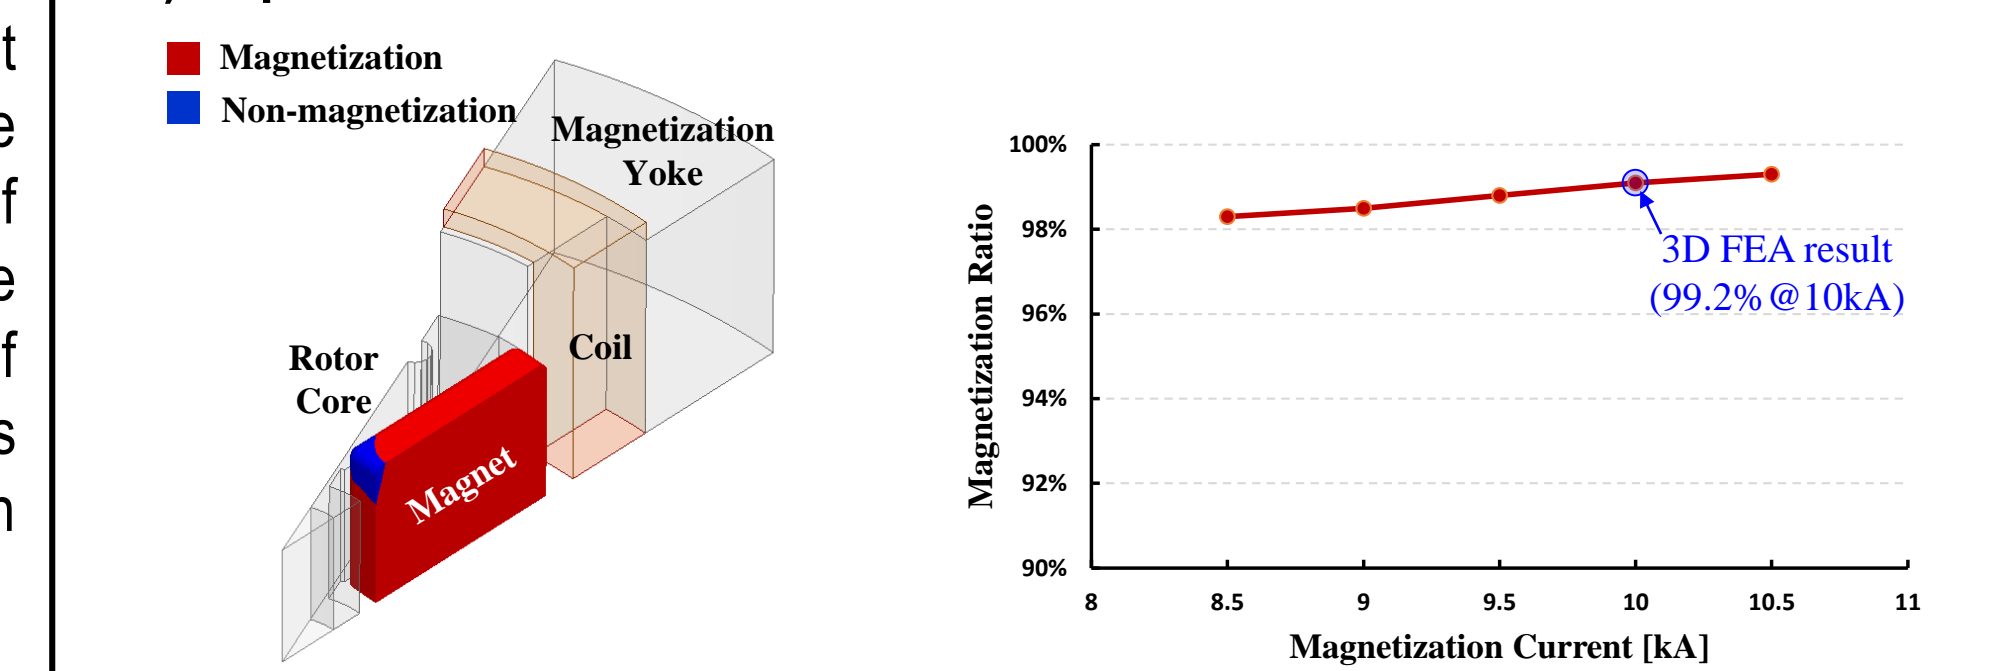 t
e
f
e
f
s
n
Magnetization
Non-magnetization
Magnetization
Yoke
Coil
Rotor
Core
Magnet
Magnetization Ratio
100%
98%
96%
94%
92%
90%
3D FEA result
(99.2%@10kA)
8
8.5
9
9.5
10
10.5
11
Magnetization Current [kA]